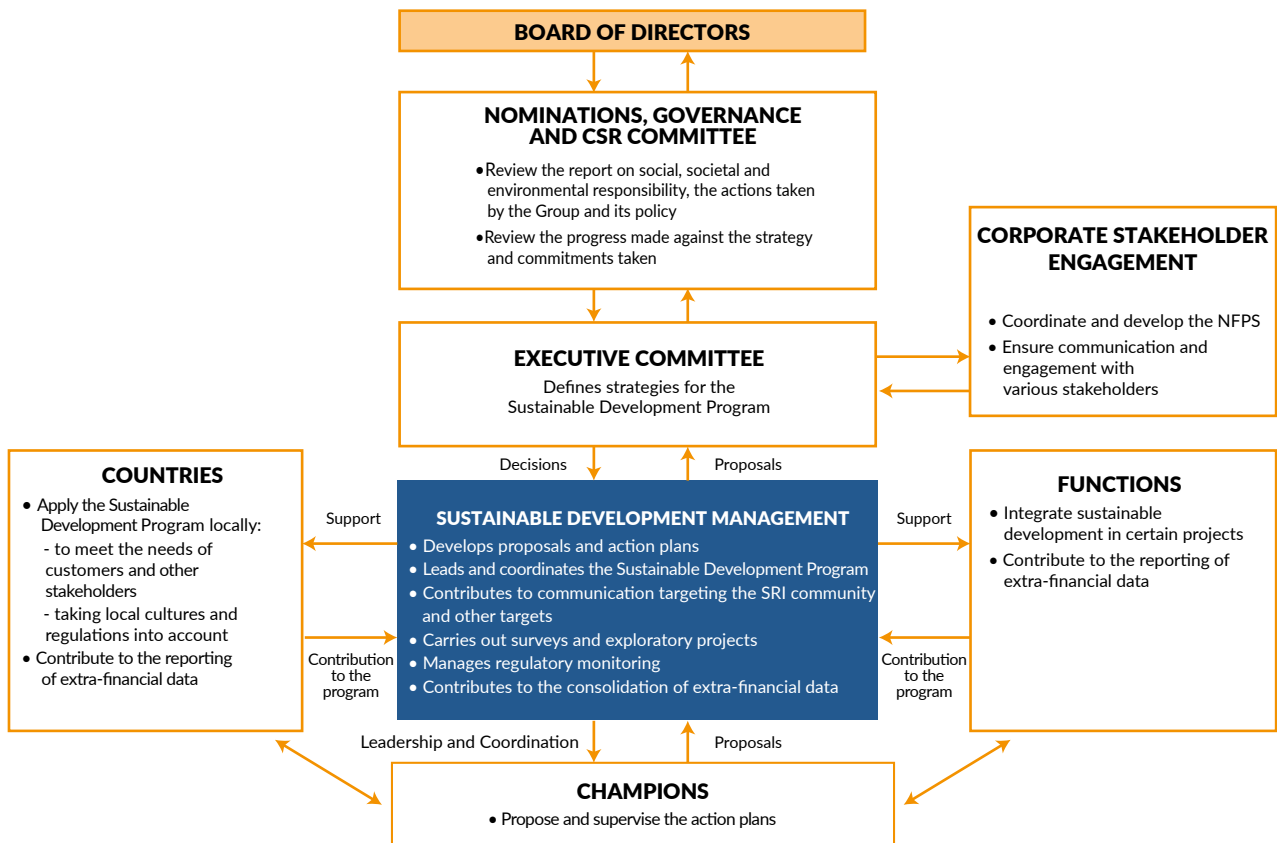 BOARD OF DIRECTORS
NOMINATIONS, GOVERNANCE
AND CSR COMMITTEE
•Review the report on social, societal and
environmental responsibility, the actions taken
by the Group and its policy
•Review the progress made against the strategy
and commitments taken
CORPORATE STAKEHOLDER
ENGAGEMENT
• Coordinate and develop the NFPS
• Ensure communication and
engagement with
various stakeholders
EXECUTIVE COMMITTEE
Defines strategies for the
Sustainable Development Program
Decisions
Proposals
COUNTRIES
• Apply the Sustainable
Development Program locally:
- to meet the needs of
customers and other
stakeholders
- taking local cultures and
regulations into account
• Contribute to the reporting
of extra-financial data
Support
Contribution
to the
program
SUSTAINABLE DEVELOPMENT MANAGEMENT
• Develops proposals and action plans
• Leads and coordinates the Sustainable Development Program
• Contributes to communication targeting the SRI community
and other targets
• Carries out surveys and exploratory projects
• Manages regulatory monitoring
• Contributes to the consolidation of extra-financial data
Support
Contribution
to the
program
FUNCTIONS
• Integrate sustainable
development in certain projects
• Contribute to the reporting of
extra-financial data
Leadership and Coordination
Proposals
CHAMPIONS
• Propose and supervise the action plans